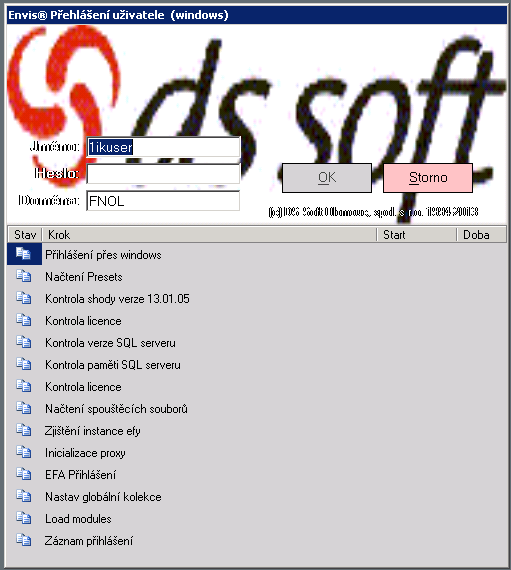 Envis® Přehlášení uživatele (windows)
ds soft
Jméno: 1ikuser
Heslo:
Doména: FNOL
OK Storno
(c) DS Soft Olomouc, spol. s r.o. 1994-2013
Stav Krok Start Doba
Přihlášení přes windows
Načtení Presets
Kontrola shody verze 13.01.05
Kontrola licence
Kontrola verze SQL serveru
Kontrola paměti SQL serveru
Kontrola licence
Načtení spouštěcích souborů
Zjištění instance efy
Inicializace proxy
EFA Přihlášení
Nastav globální kolekce
Load modules
Záznam přihlášení